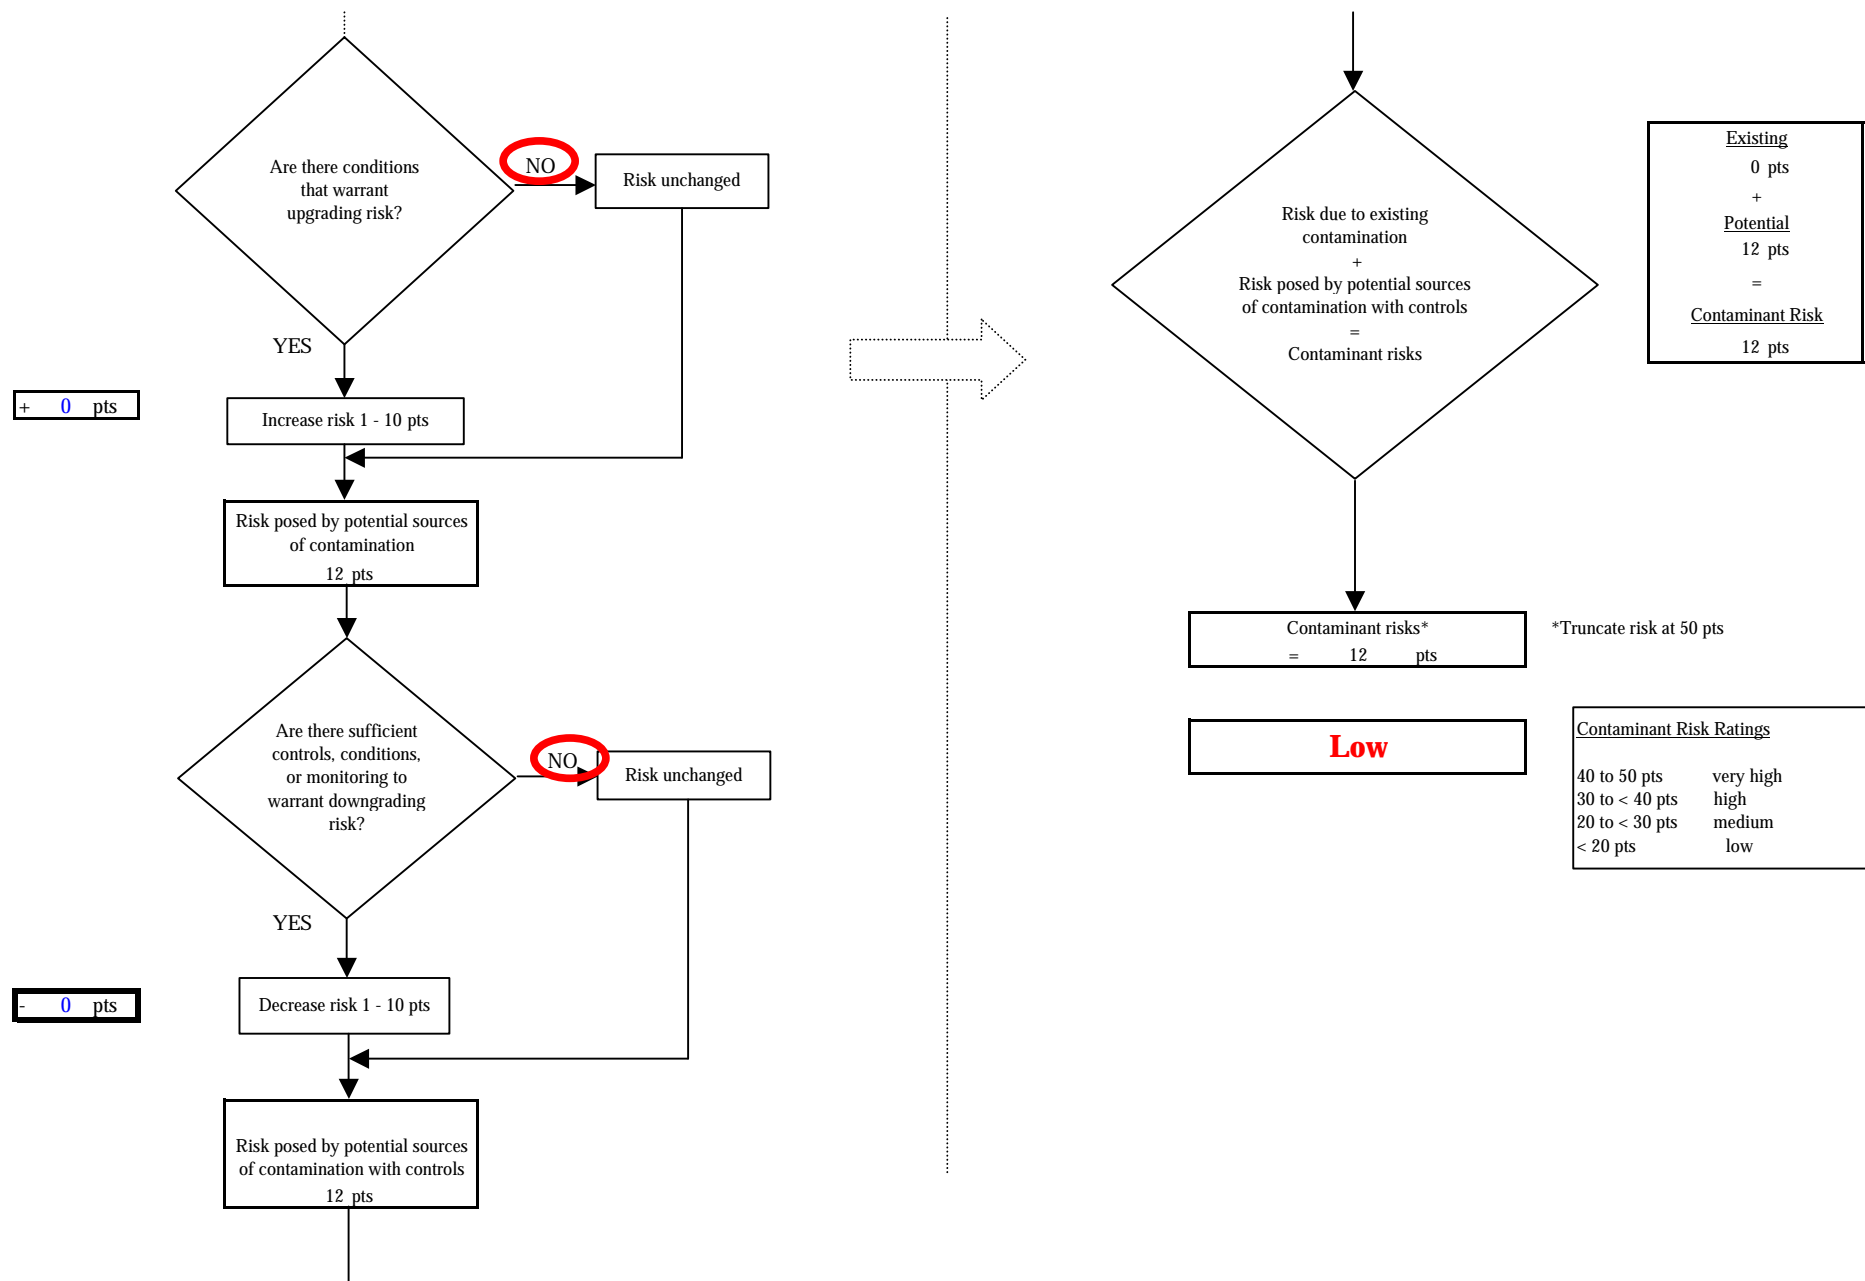 Are there conditions
that warrant
upgrading risk?
NO
Risk unchanged
YES
+ 0 pts
Increase risk 1 - 10 pts
Risk posed by potential sources
of contamination
12 pts
Are there sufficient
controls, conditions,
or monitoring to
warrant downgrading
risk?
NO
Risk unchanged
YES
- 0 pts
Decrease risk 1 - 10 pts
Risk posed by potential sources
of contamination with controls
12 pts
Risk due to existing
contamination
+
Risk posed by potential sources
of contamination with controls
=
Contaminant risks
Existing
0 pts
+
Potential
12 pts
=
Contaminant Risk
12 pts
Contaminant risks*
= 12 pts
*Truncate risk at 50 pts
Low
Contaminant Risk Ratings
40 to 50 pts very high
30 to < 40 pts high
20 to < 30 pts medium
< 20 pts low